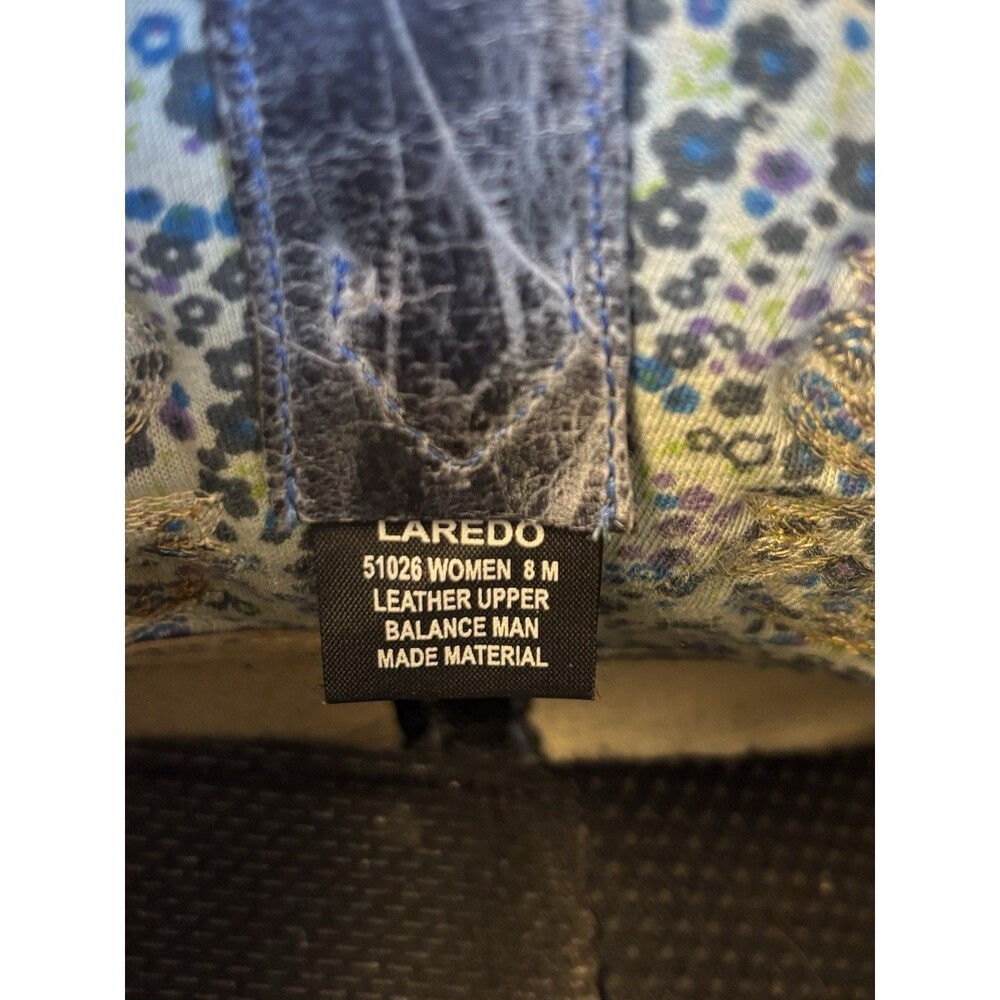 LAREDO
51026 WOMEN 8 M
LEATHER UPPER
BALANCE MAN
MADE MATERIAL